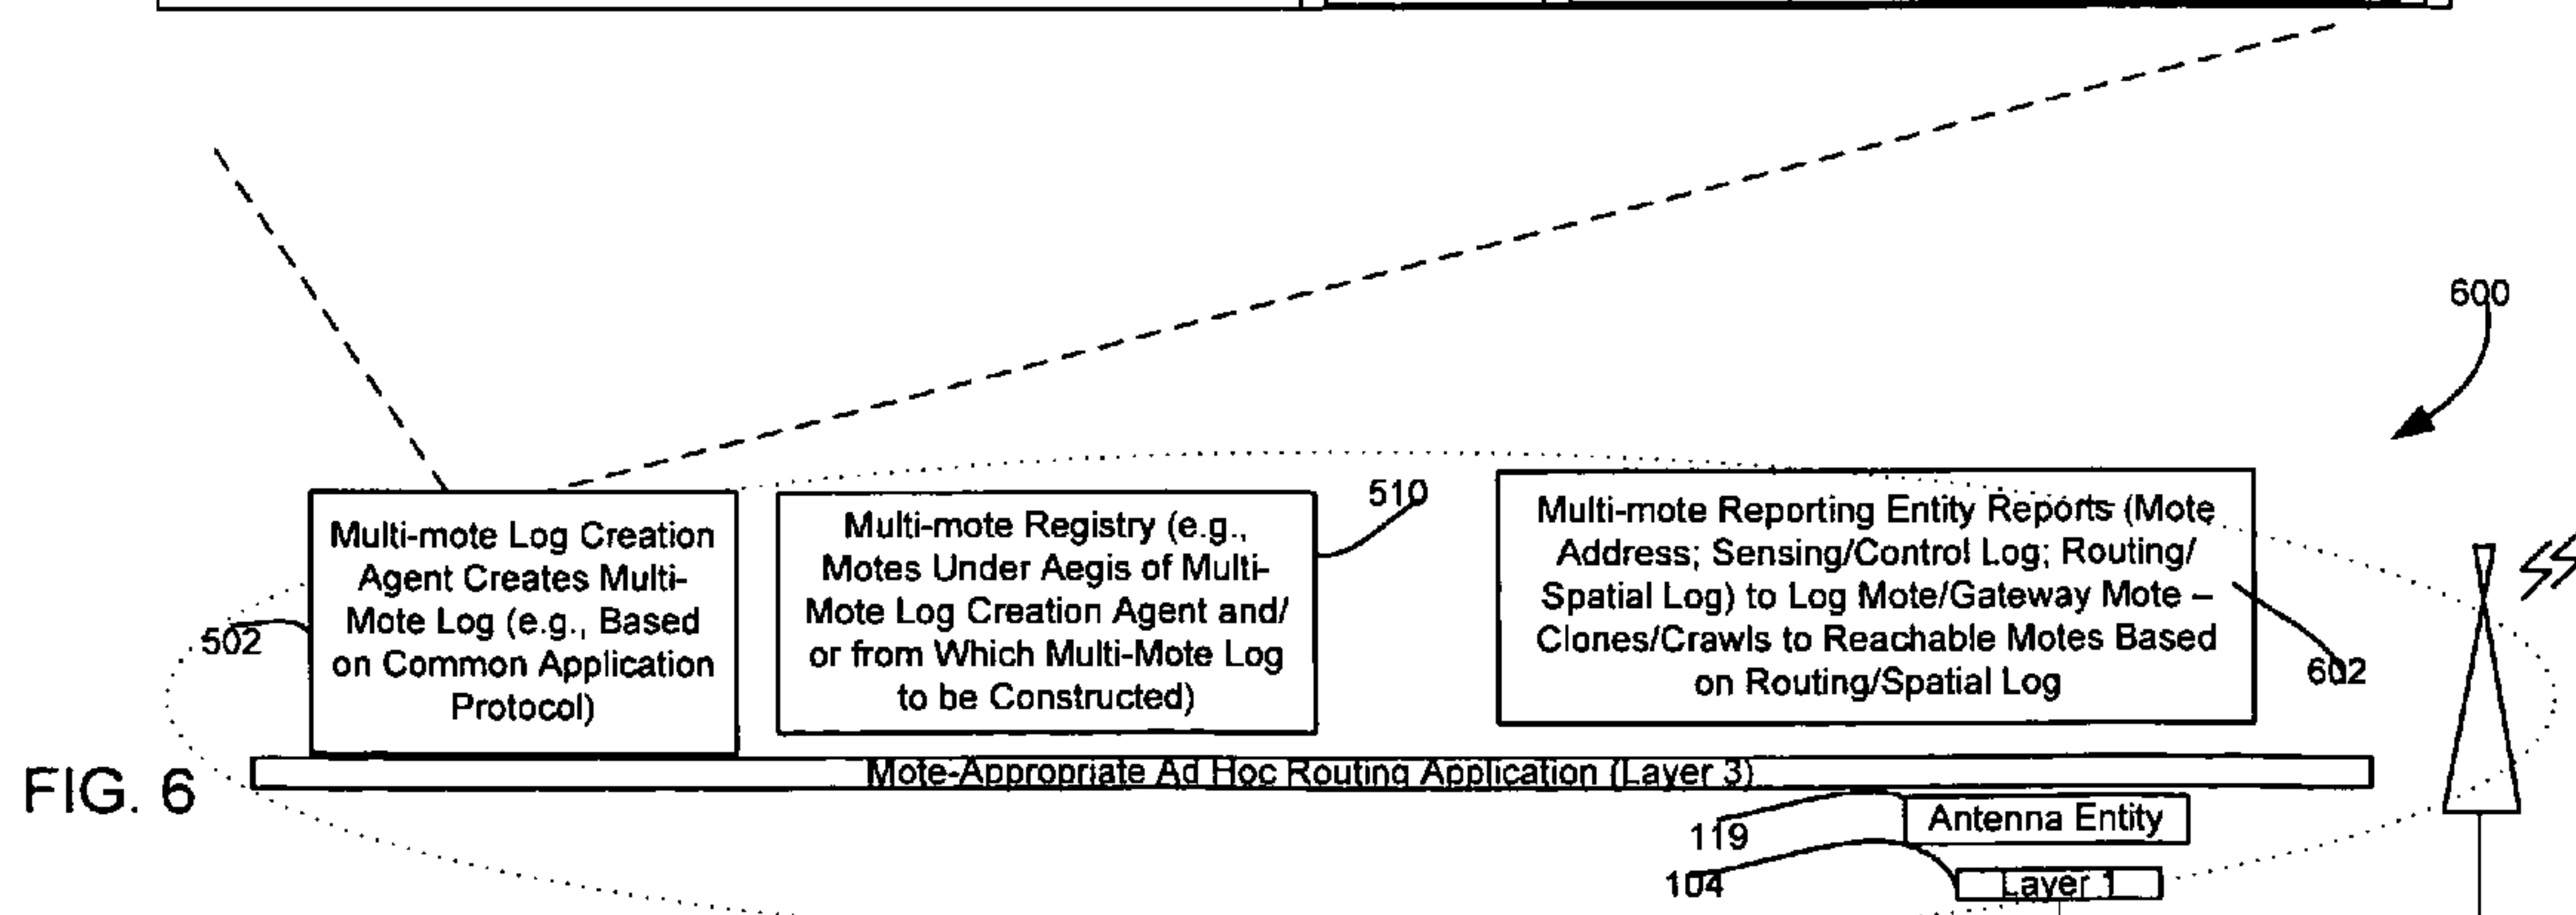 600
510
Multi-mote Log Creation
Agent Creates Multi-
Mote Log (e.g., Based
on Common Application
Protocol)
502
Multi-mote Registry (e.g.,
Motes Under Aegis of Multi-
Mote Log Creation Agent and/
or from Which Multi-Mote Log
to be Constructed)
Multi-mote Reporting Entity Reports (Mote
Address; Sensing/Control Log; Routing/
Spatial Log) to Log Mote/Gateway Mote –
Clones/Crawls to Reachable Motes Based
on Routing/Spatial Log
602
FIG. 6
Mote-Appropriate Ad Hoc Routing Application (Layer 3)
119
Antenna Entity
104
Layer 1